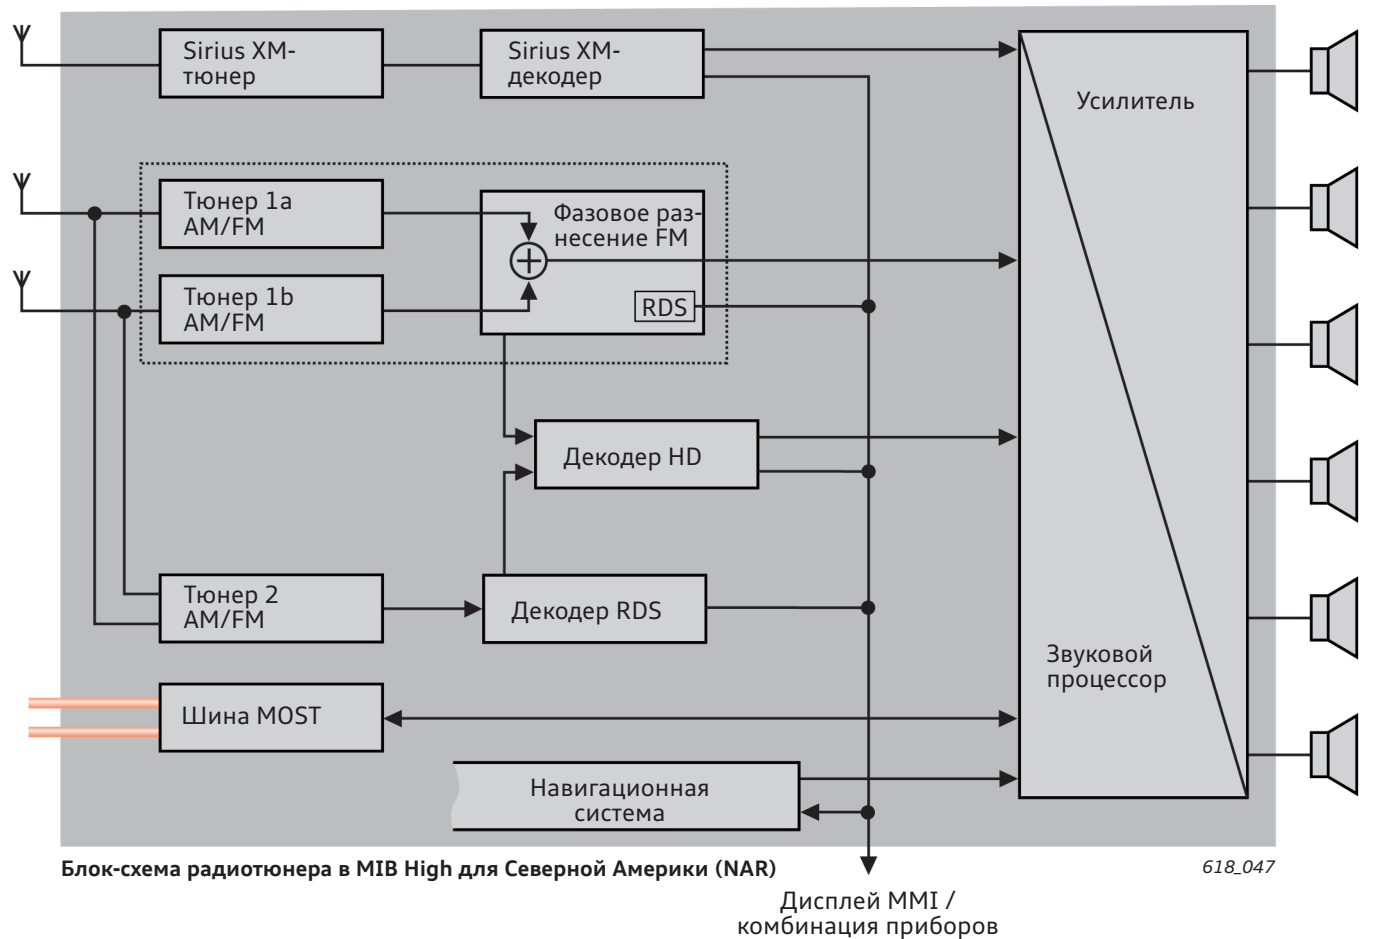 Sirius XM-
тюнер
Sirius XM-
декодер
Усилитель
Тюнер 1a
AM/FM
Фазовое раз-
несение FM
Тюнер 1b
AM/FM
RDS
Декодер HD
Тюнер 2
AM/FM
Декодер RDS
Звуковой
процессор
Шина MOST
Навигационная
система
Блок-схема радиотюнера в MIB High для Северной Америки (NAR)
618_047
Дисплей MMI /
комбинация приборов